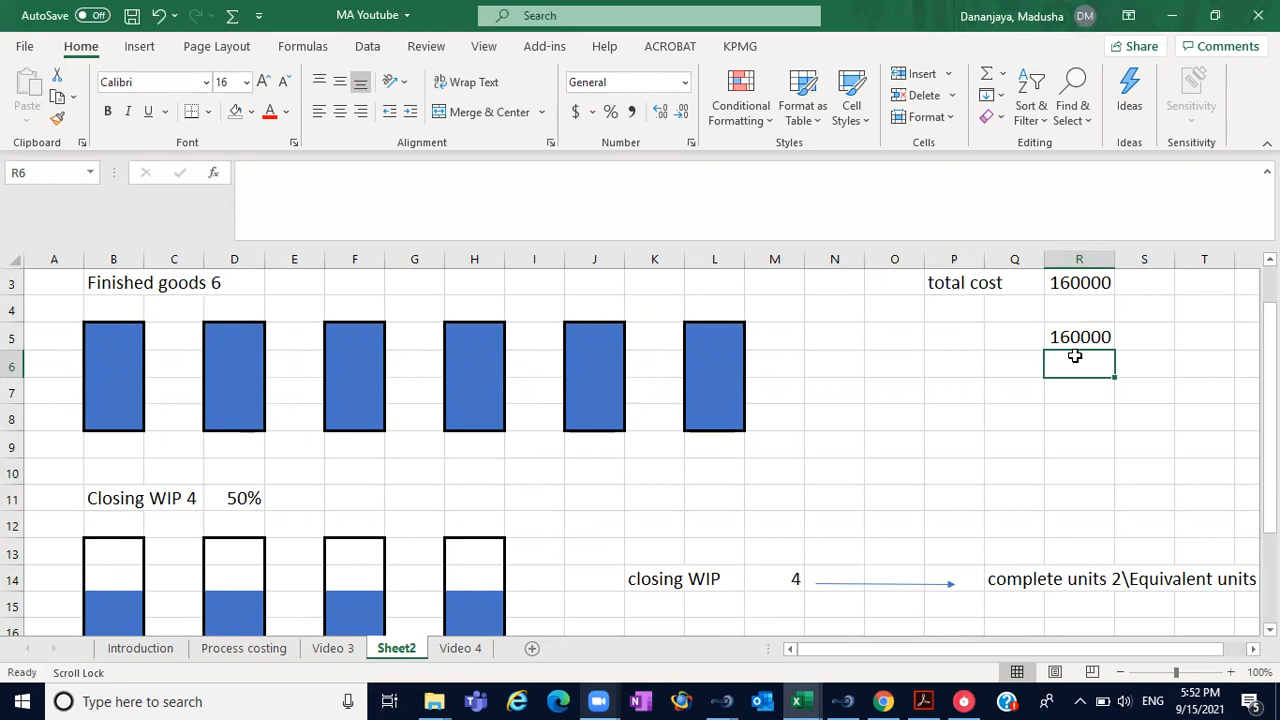 AutoSave Off MA Youtube Search Dananjaya, Madusha DM
File Home Insert Page Layout Formulas Data Review View Add-ins Help ACROBAT KPMG Share Comments
Paste Calibri 16 Wrap Text General Conditional Formatting Format as Table Cell Styles Insert Sort & Filter Find & Select Ideas Sensitivity
B I U Merge & Center $ % Delete
Format
Clipboard Font Alignment Number Styles Cells Editing Ideas Sensitivity
R6 fx
A B C D E F G H I J K L M N O P Q R S T
3 Finished goods 6 total cost 160000
4
5 160000
6
7
8
9
10
11 Closing WIP 4 50%
12
13
14 closing WIP 4 complete units 2\Equivalent units
15
16
Introduction Process costing Video 3 Sheet2 Video 4
Ready Scroll Lock 100%
Type here to search ENG 5:52 PM
9/15/2021 5